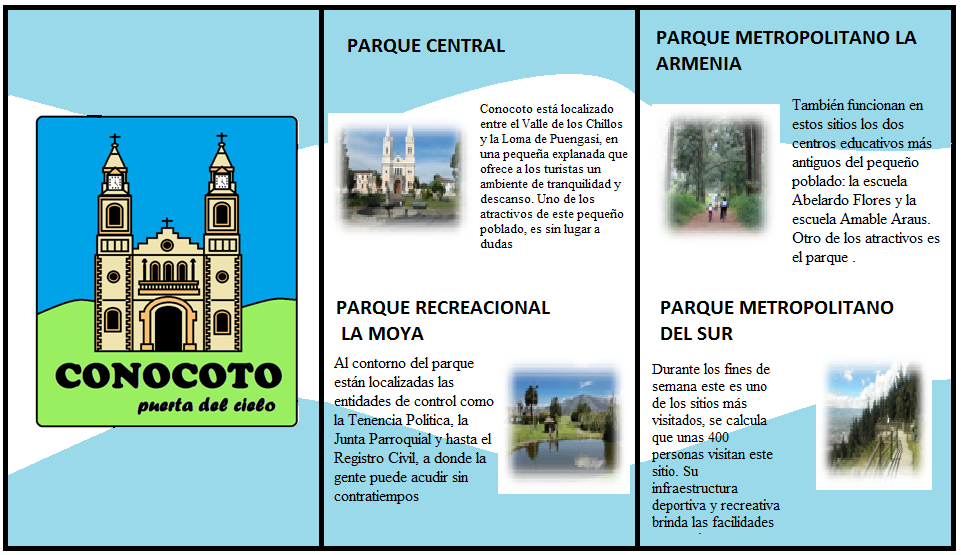 CONOCOTO
puerta del cielo
PARQUE CENTRAL
Conocoto está localizado
entre el Valle de los Chillos
y la Loma de Puengasí, en
una pequeña explanada que
ofrece a los turistas un
ambiente de tranquilidad y
descanso. Uno de los
atractivos de este pequeño
poblado, es sin lugar a
dudas
PARQUE RECREACIONAL
LA MOYA
Al contorno del parque
están localizadas las
entidades de control como
la Tenencia Política, la
Junta Parroquial y hasta el
Registro Civil, a donde la
gente puede acudir sin
contratiempos
PARQUE METROPOLITANO LA
ARMENIA
También funcionan en
estos sitios los dos
centros educativos más
antiguos del pequeño
poblado: la escuela
Abelardo Flores y la
escuela Amable Araus.
Otro de los atractivos es
el parque .
PARQUE METROPOLITANO
DEL SUR
Durante los fines de
semana este es uno
de los sitios más
visitados, se calcula
que unas 400
personas visitan este
sitio. Su
infraestructura
deportiva y recreativa
brinda las facilidades